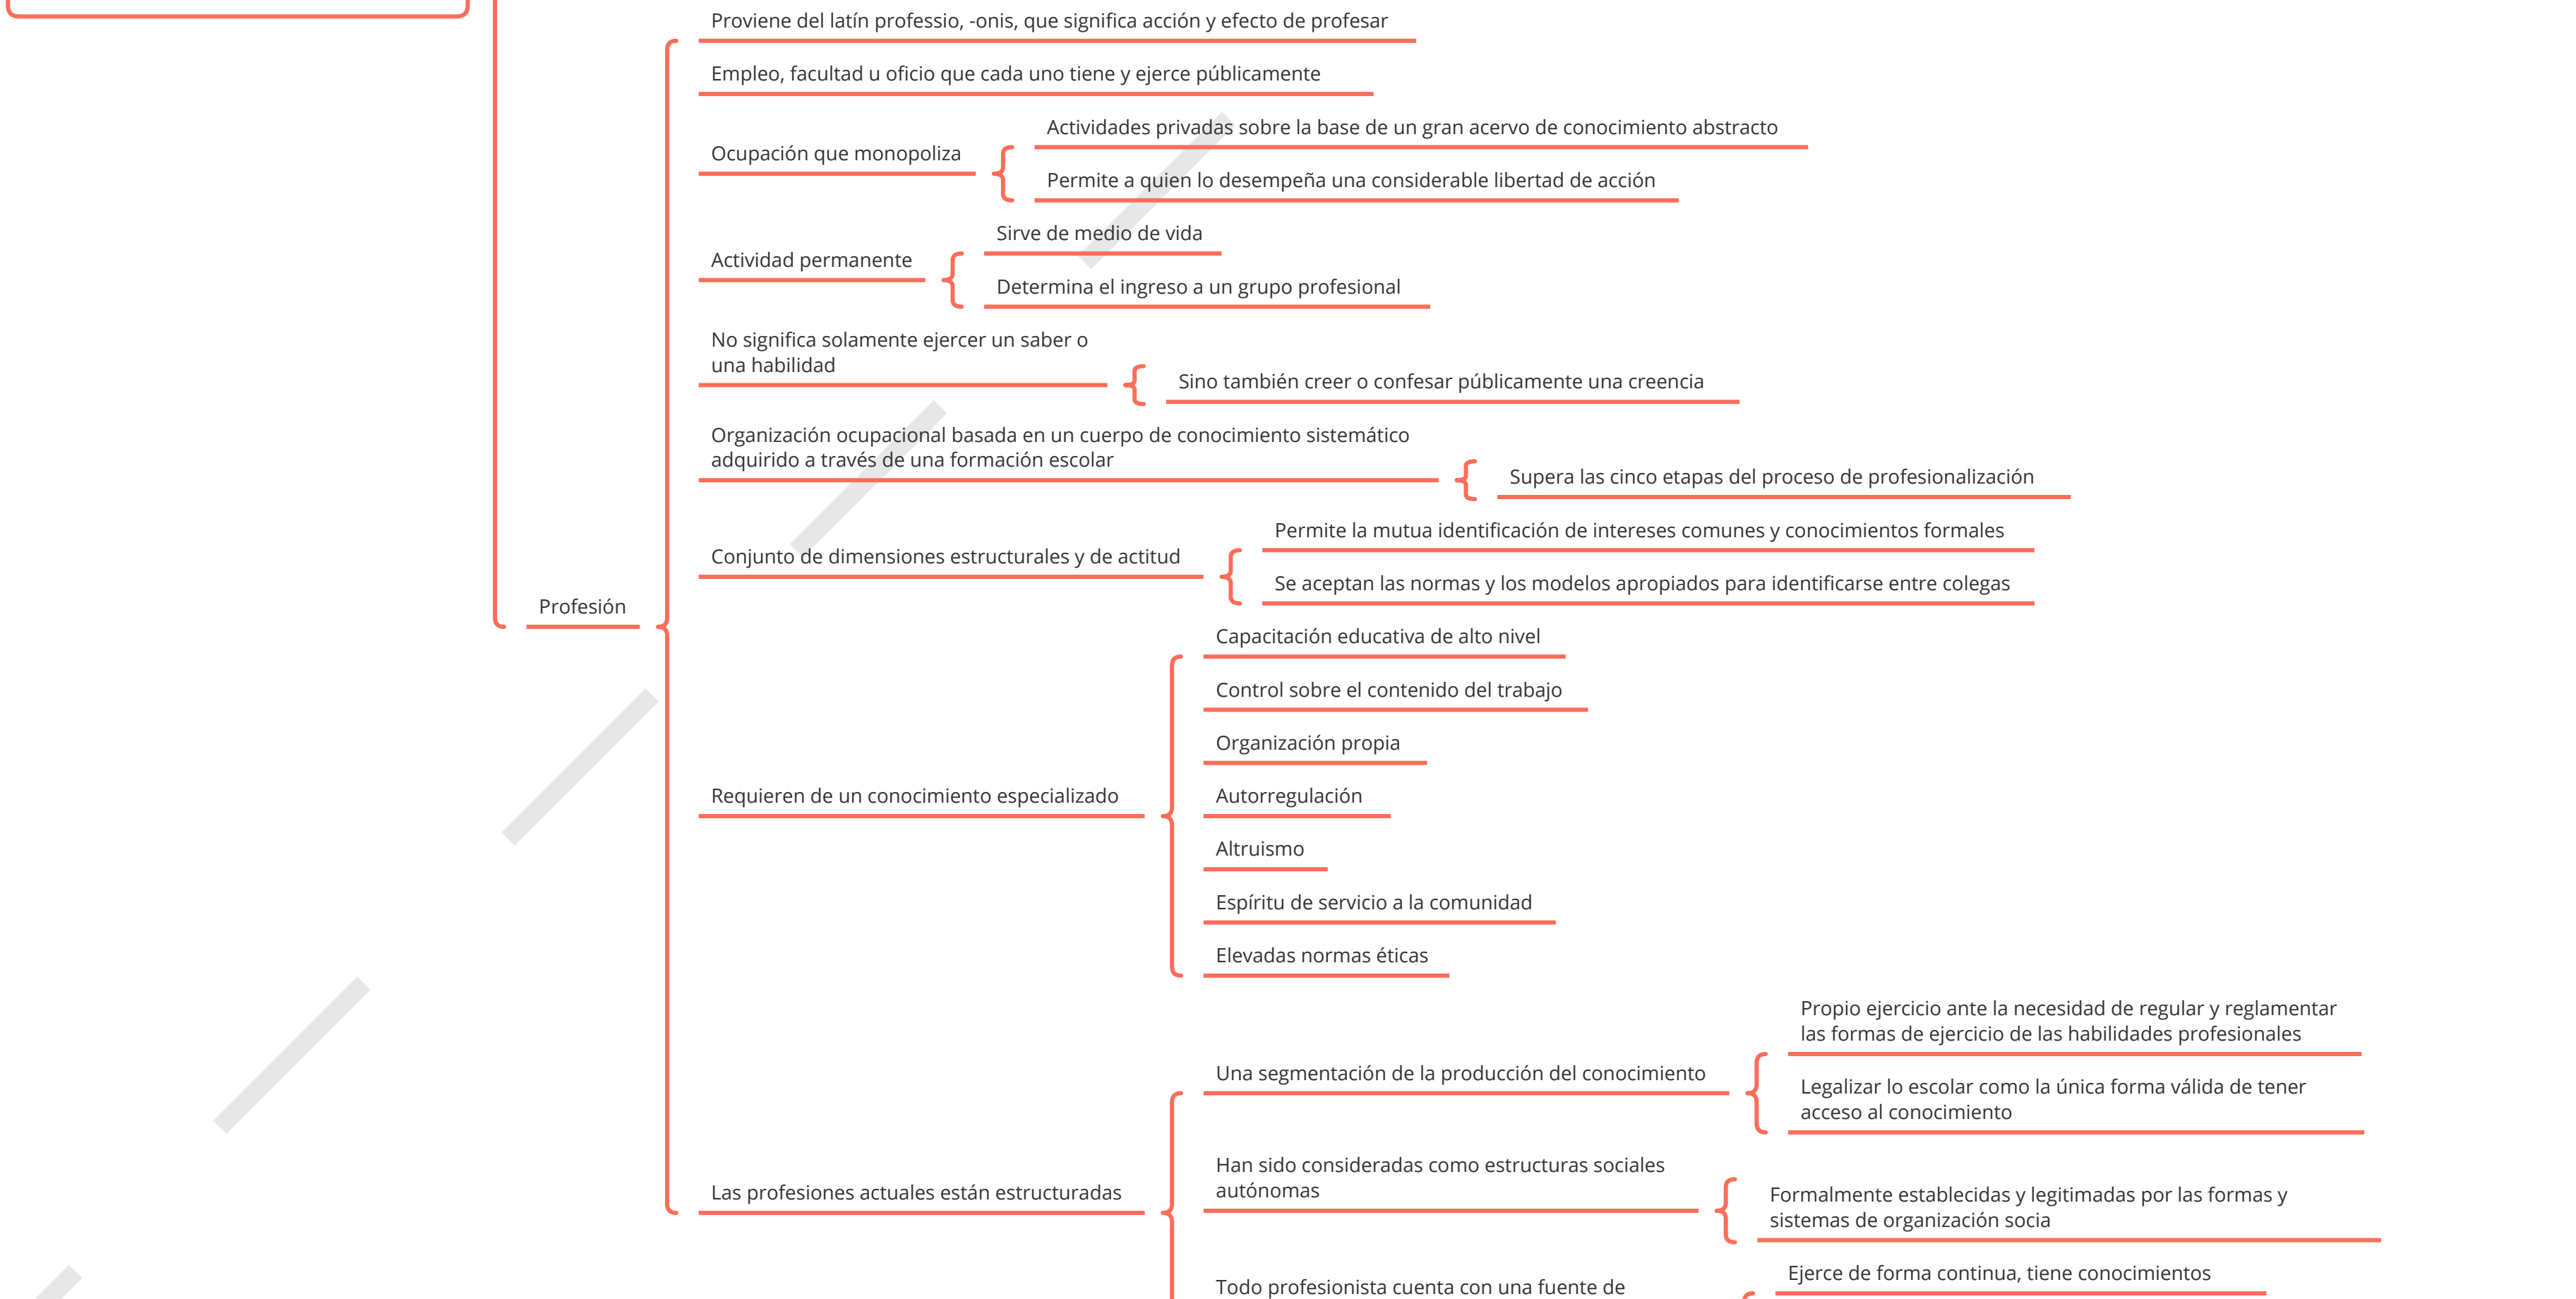 Proviene del latín professio, -onis, que significa acción y efecto de profesar
Empleo, facultad u oficio que cada uno tiene y ejerce públicamente
Ocupación que monopoliza
Actividades privadas sobre la base de un gran acervo de conocimiento abstracto
Permite a quien lo desempeña una considerable libertad de acción
Actividad permanente
Sirve de medio de vida
Determina el ingreso a un grupo profesional
No significa solamente ejercer un saber o
una habilidad
Sino también creer o confesar públicamente una creencia
Organización ocupacional basada en un cuerpo de conocimiento sistemático
adquirido a través de una formación escolar
Supera las cinco etapas del proceso de profesionalización
Conjunto de dimensiones estructurales y de actitud
Permite la mutua identificación de intereses comunes y conocimientos formales
Se aceptan las normas y los modelos apropiados para identificarse entre colegas
Profesión
Requieren de un conocimiento especializado
Capacitación educativa de alto nivel
Control sobre el contenido del trabajo
Organización propia
Autorregulación
Altruismo
Espíritu de servicio a la comunidad
Elevadas normas éticas
Las profesiones actuales están estructuradas
Una segmentación de la producción del conocimiento
Propio ejercicio ante la necesidad de regular y reglamentar
las formas de ejercicio de las habilidades profesionales
Legalizar lo escolar como la única forma válida de tener
acceso al conocimiento
Han sido consideradas como estructuras sociales
autónomas
Formalmente establecidas y legitimadas por las formas y
sistemas de organización socia
Todo profesionista cuenta con una fuente de
Ejerce de forma continua, tiene conocimientos